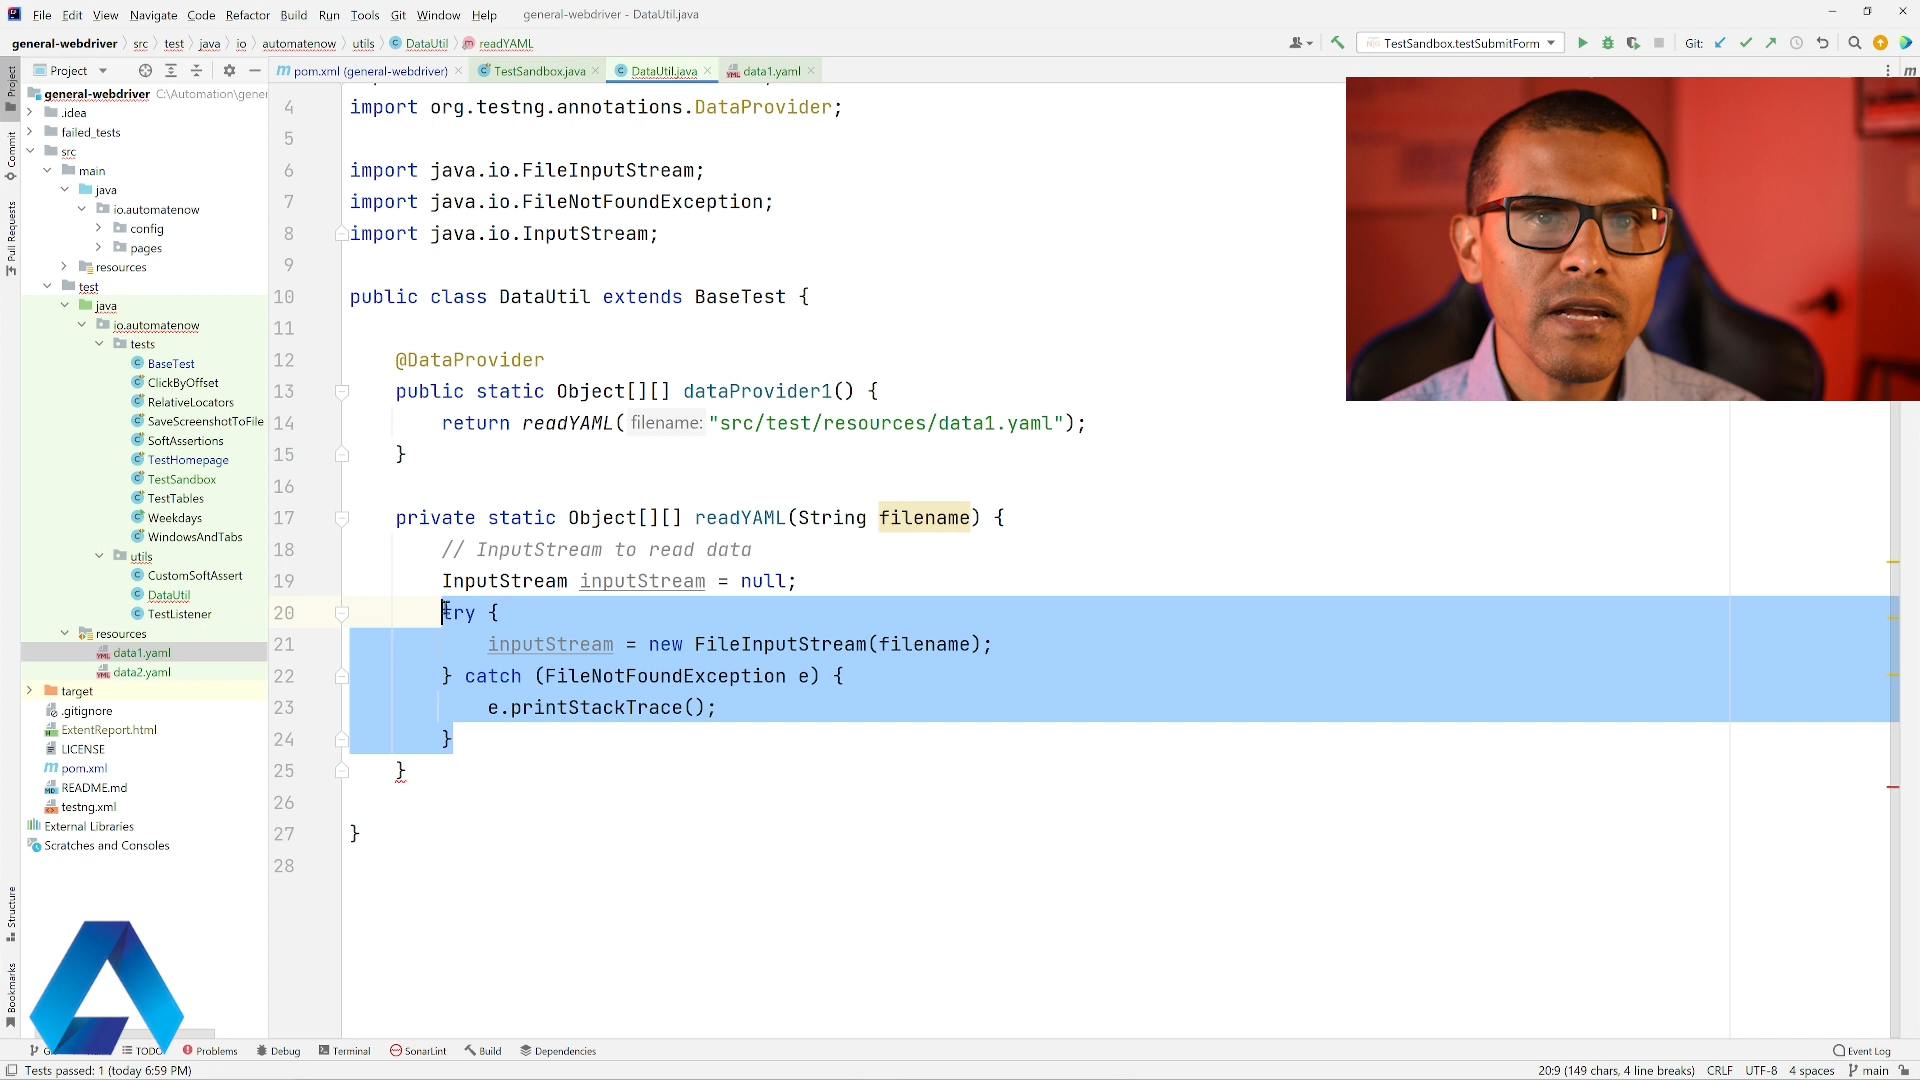 File Edit View Navigate Code Refactor Build Run Tools Git Window Help general-webdriver - DataUtil.java
general-webdriver src test java io automatenow utils DataUtil readYAML TestSandbox.testSubmitForm Git:
Project pom.xml (general-webdriver) TestSandbox.java DataUtil.java data1.yaml
Project
Commit
Pull Requests
Structure
Bookmarks
general-webdriver C:\Automation\gener
.idea
failed_tests
src
main
java
io.automatenow
config
pages
resources
test
java
io.automatenow
tests
BaseTest
ClickByOffset
RelativeLocators
SaveScreenshotToFile
SoftAssertions
TestHomepage
TestSandbox
TestTables
Weekdays
WindowsAndTabs
utils
CustomSoftAssert
DataUtil
TestListener
resources
data1.yaml
data2.yaml
target
.gitignore
ExtentReport.html
LICENSE
pom.xml
README.md
testng.xml
External Libraries
Scratches and Consoles
4 import org.testng.annotations.DataProvider;
5
6 import java.io.FileInputStream;
7 import java.io.FileNotFoundException;
8 import java.io.InputStream;
9
10 public class DataUtil extends BaseTest {
11
12 @DataProvider
13 public static Object[][] dataProvider1() {
14 return readYAML( filename: "src/test/resources/data1.yaml");
15 }
16
17 private static Object[][] readYAML(String filename) {
18 // InputStream to read data
19 InputStream inputStream = null;
20 try {
21 inputStream = new FileInputStream(filename);
22 } catch (FileNotFoundException e) {
23 e.printStackTrace();
24 }
25 }
26
27 }
28
TODO Problems Debug Terminal SonarLint Build Dependencies Event Log
Tests passed: 1 (today 6:59 PM) 20:9 (149 chars, 4 line breaks) CRLF UTF-8 4 spaces main